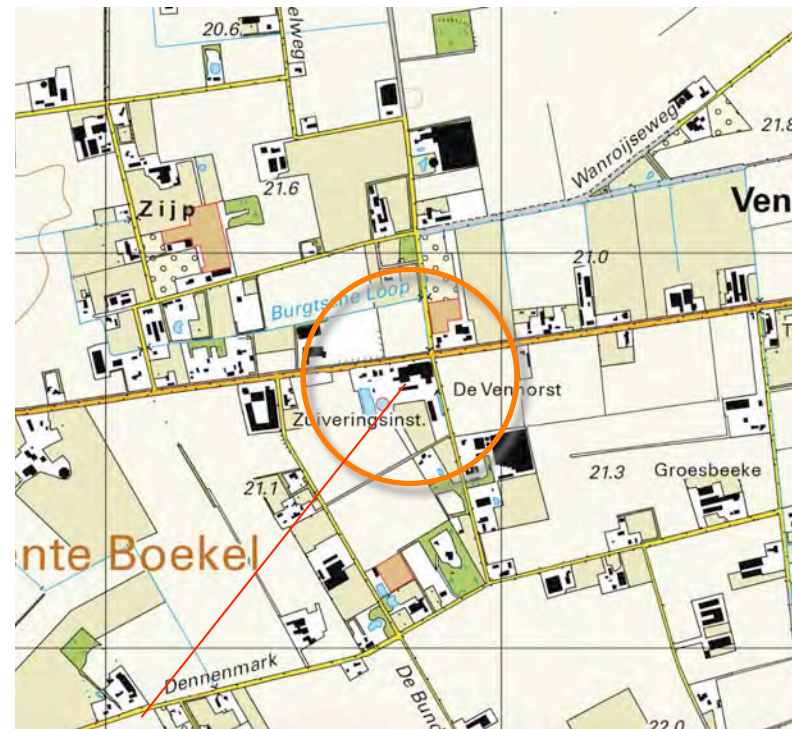 20.6
elweg
Wanroijseweg
21.8
21.6
Zijp
Ven
21.0
Burgtsche Loop
De Venhorst
Zuiveringsinst.
21.1
21.3
Groesbeeke
nte Boekel
Dennenmark
De Bund
22.0